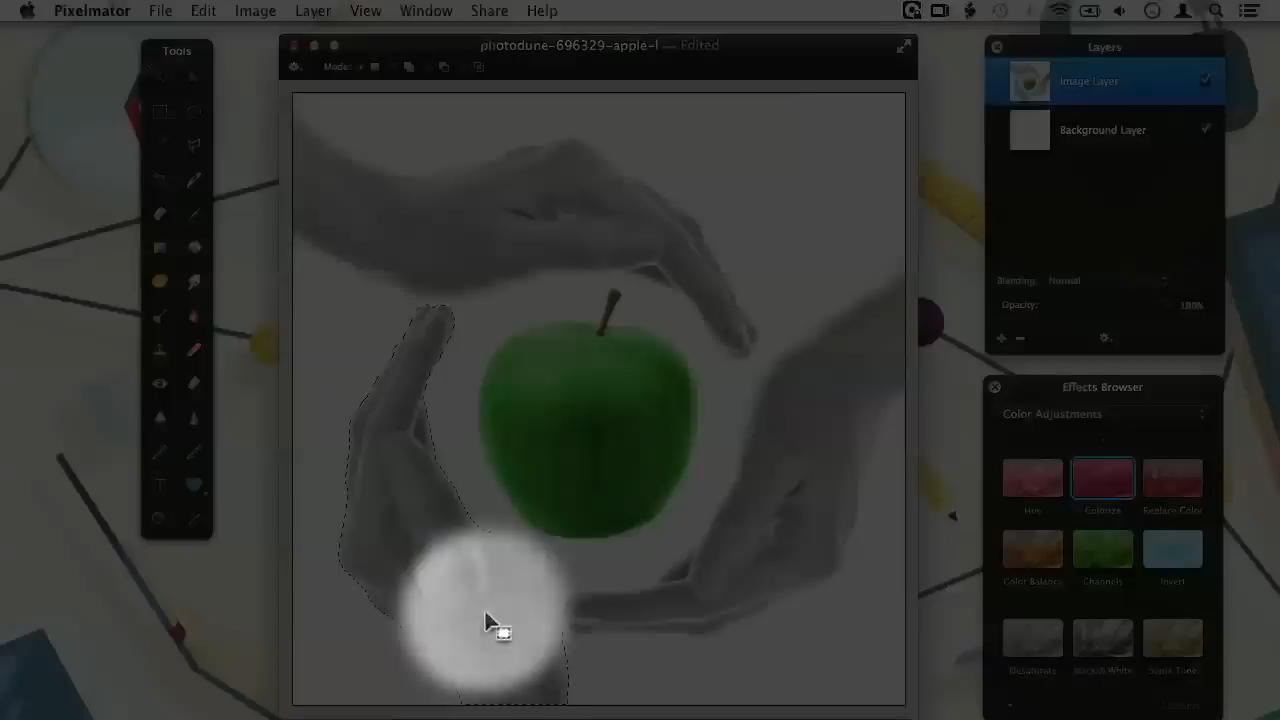 Pixelmator File Edit Image Layer View Window Share Help
Tools
photodune-696329-apple-l — Edited
Mode:
Layers
Image Layer
Background Layer
Blending: Normal
Opacity: 100%
Effects Browser
Color Adjustments
Hue Colorize Replace Color
Color Balance Channels Invert
Desaturate Black & White Sepia Tone